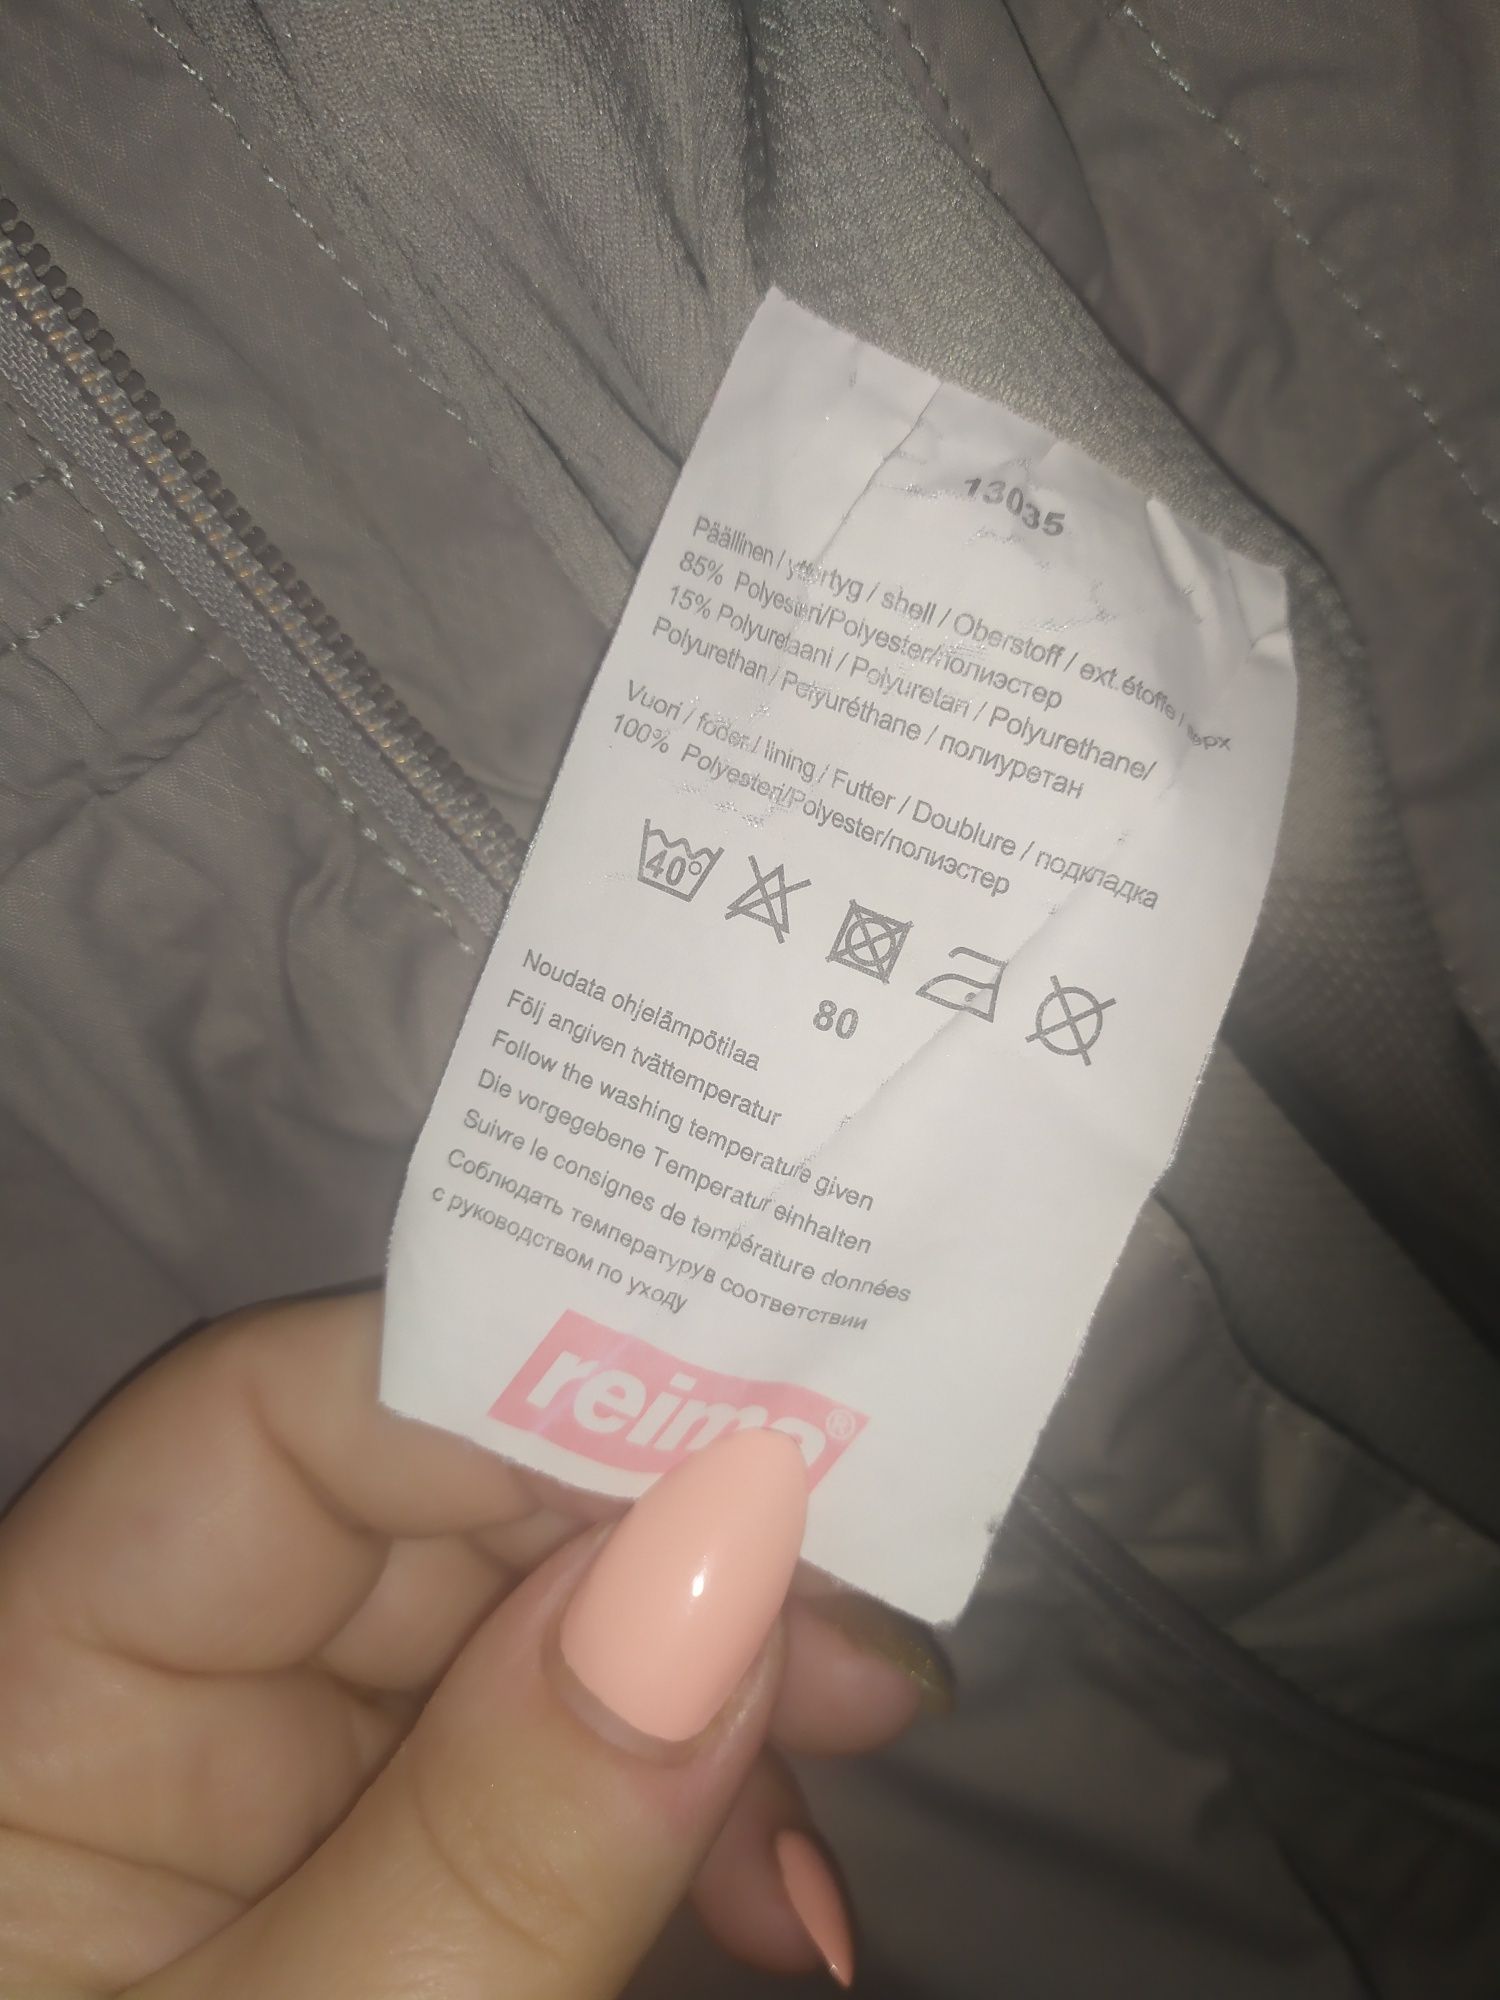 13035
Päällinen / yttertyg / shell / Oberstoff / ext.étoffe / верх
85% Polyesteri/Polyester/полиэстер
15% Polyuretaani / Polyuretan / Polyurethane/
Polyurethan / Polyuréthane / полиуретан
Vuori / foder / lining / Futter / Doublure / подкладка
100% Polyesteri/Polyester/полиэстер
40°
80
Noudata ohjelämpötilaa
Följ angiven tvättemperatur
Follow the washing temperature given
Die vorgegebene Temperatur einhalten
Suivre le consignes de température données
Соблюдать температурув соответствии
с руководством по уходу
reima®